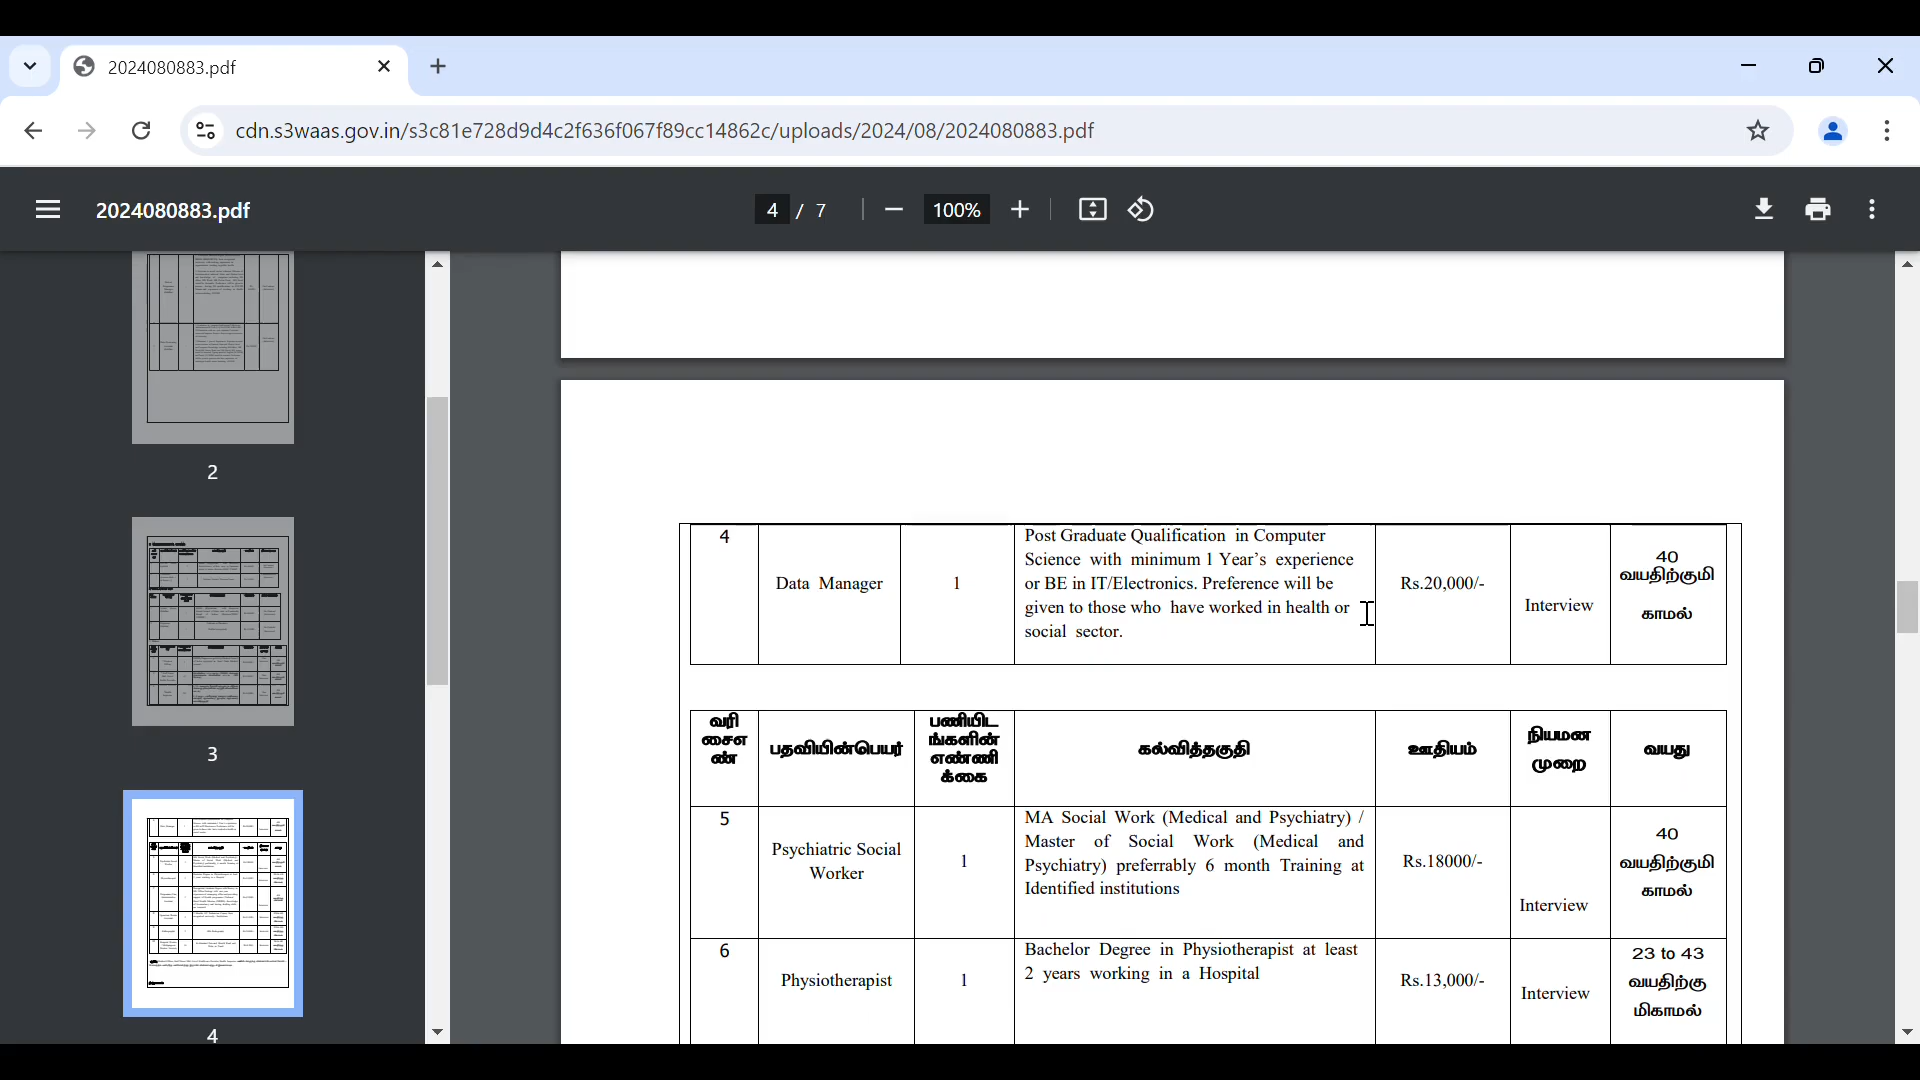 2024080883.pdf
cdn.s3waas.gov.in/s3c81e728d9d4c2f636f067f89cc14862c/uploads/2024/08/2024080883.pdf
2024080883.pdf
4 / 7
100%
2
3
4
4
Data Manager
1
Post Graduate Qualification in Computer
Science with minimum 1 Year’s experience
or BE in IT/Electronics. Preference will be
given to those who have worked in health or
social sector.
Rs.20,000/-
Interview
40
வயதிற்குமி
காமல்
வரி
சைஎ
ண்
பதவியின்பெயர்
பணியிட
ங்களின்
எண்ணி
க்கை
கல்வித்தகுதி
ஊதியம்
நியமன
முறை
வயது
5
Psychiatric Social
Worker
1
MA Social Work (Medical and Psychiatry) /
Master of Social Work (Medical and
Psychiatry) preferrably 6 month Training at
Identified institutions
Rs.18000/-
Interview
40
வயதிற்குமி
காமல்
6
Physiotherapist
1
Bachelor Degree in Physiotherapist at least
2 years working in a Hospital
Rs.13,000/-
Interview
23 to 43
வயதிற்கு
மிகாமல்